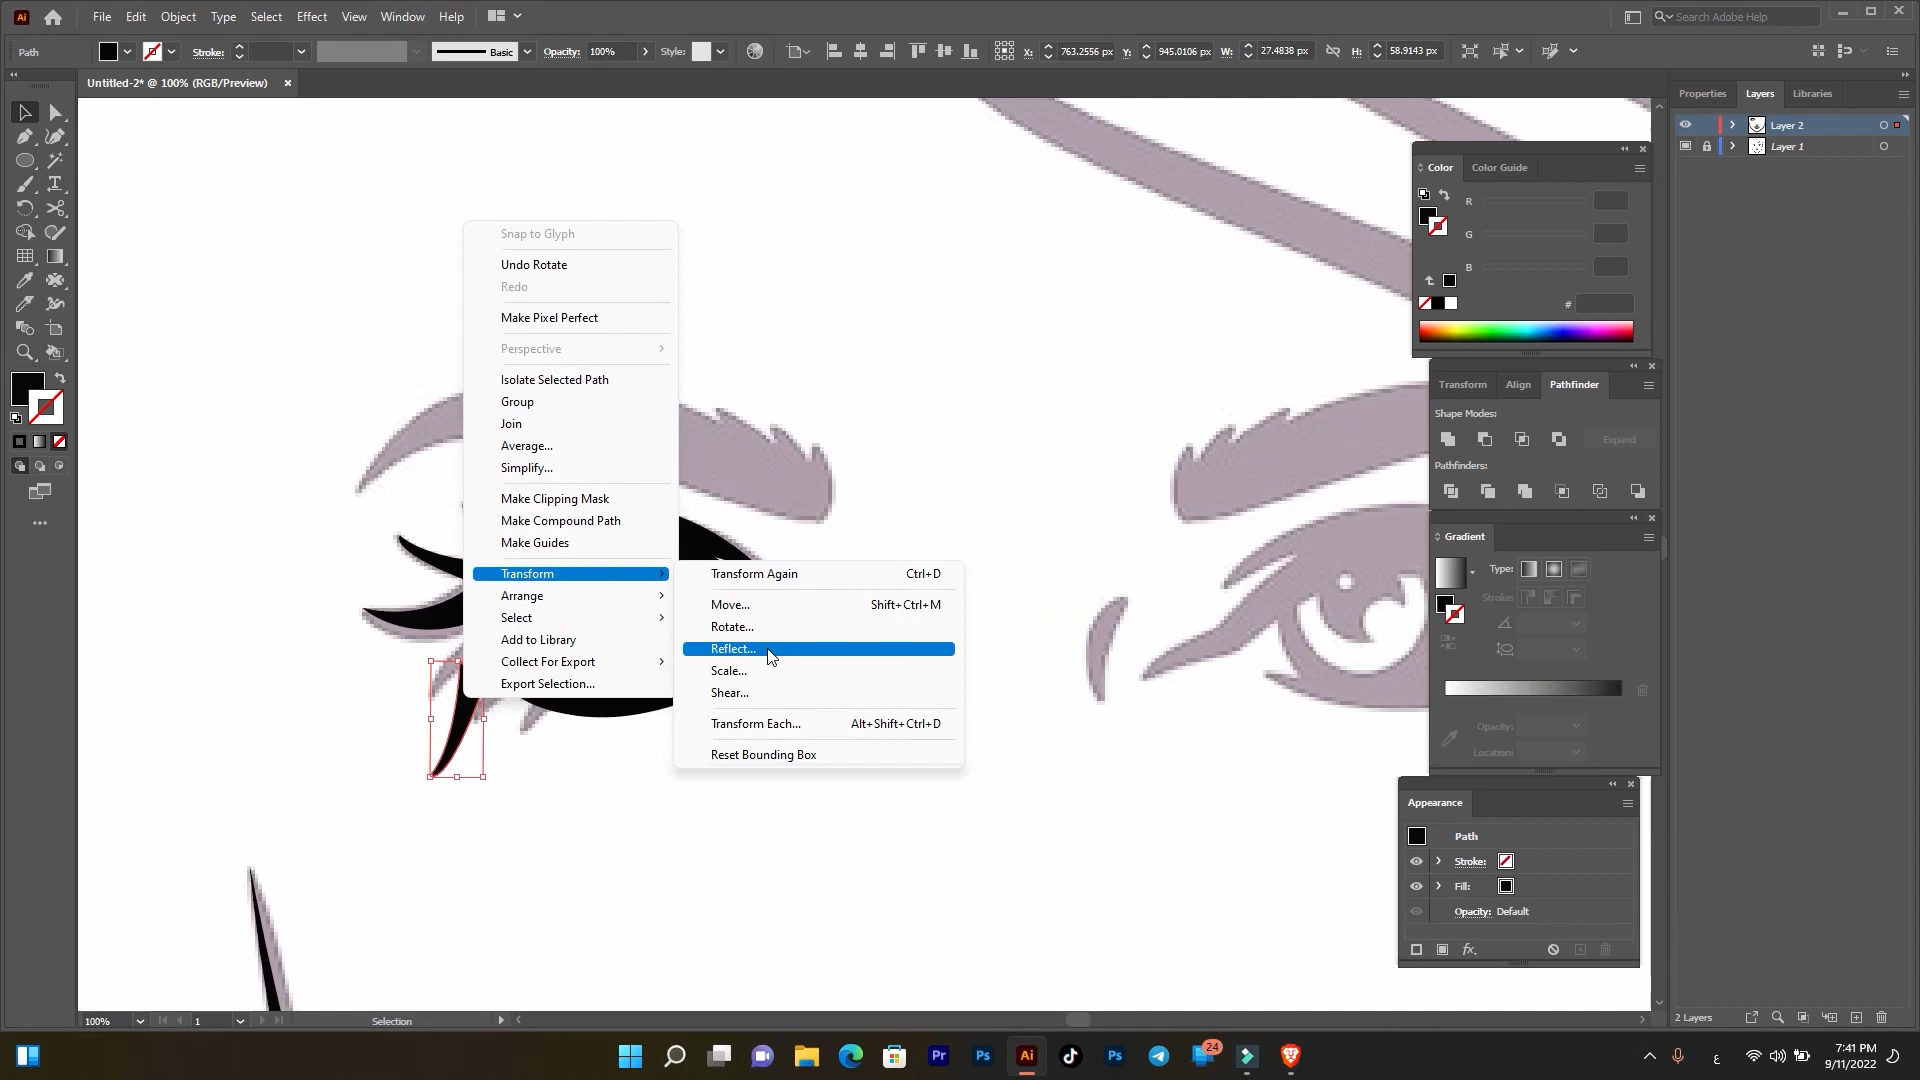 File Edit Object Type Select Effect View Window Help
Search Adobe Help
Path
Stroke:
Basic
Opacity: 100%
Style:
X: 763.2556 px
Y: 945.0106 px
W: 27.4838 px
H: 58.9143 px
Untitled-2* @ 100% (RGB/Preview)
Properties Layers Libraries
Layer 2
Layer 1
Color Color Guide
R
G
B
#
Snap to Glyph
Undo Rotate
Redo
Make Pixel Perfect
Perspective
Isolate Selected Path
Group
Join
Average...
Simplify...
Make Clipping Mask
Make Compound Path
Make Guides
Transform
Arrange
Select
Add to Library
Collect For Export
Export Selection...
Transform Again Ctrl+D
Move... Shift+Ctrl+M
Rotate...
Reflect...
Scale...
Shear...
Transform Each... Alt+Shift+Ctrl+D
Reset Bounding Box
Transform Align Pathfinder
Shape Modes:
Expand
Pathfinders:
Gradient
Type:
Stroke:
Opacity:
Location:
Appearance
Path
Stroke:
Fill:
Opacity: Default
fx.
100%
1
Selection
2 Layers
Pr
Ps
Ai
Ps
24
ع
7:41 PM
9/11/2022